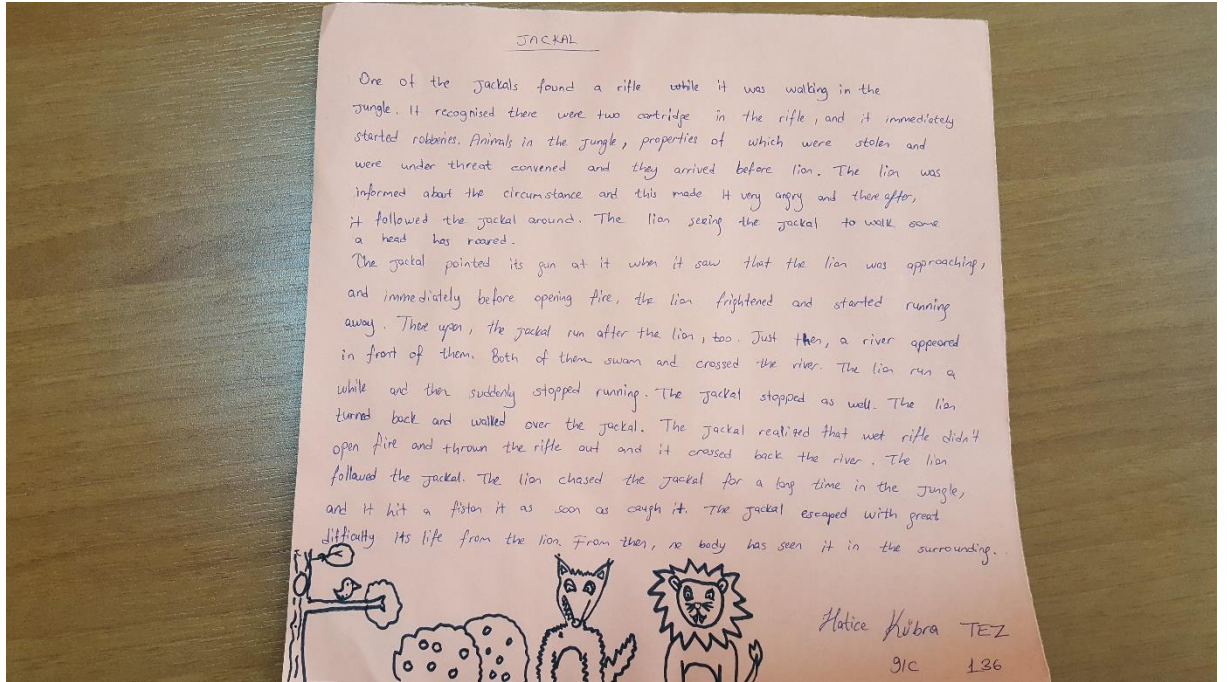 JACKAL
One of the jackals found a rifle while it was walking in the
jungle. It recognised there were two cartridge in the rifle, and it immediately
started robberies. Animals in the jungle, properties of which were stolen and
were under threat convened and they arrived before lion. The lion was
informed about the circumstance and this made it very angry and there after,
it followed the jackal around. The lion seeing the jackal to walk some
a head has roared.
The jackal pointed its gun at it when it saw that the lion was approaching,
and immediately before opening fire, the lion frightened and started running
away. There upon, the jackal run after the lion, too. Just then, a river appeared
in front of them. Both of them swam and crossed the river. The lion run a
while and then suddenly stopped running. The jackal stopped as well. The lion
turned back and walked over the jackal. The jackal realized that wet rifle didn't
open fire and thrown the rifle out and it crossed back the river. The lion
followed the jackal. The lion chased the jackal for a long time in the jungle,
and it hit a fiston it as soon as caugh it. The jackal escaped with great
difficulty its life from the lion. From then, no body has seen it in the surrounding.
Hatice Kübra TEZ
9/C 136